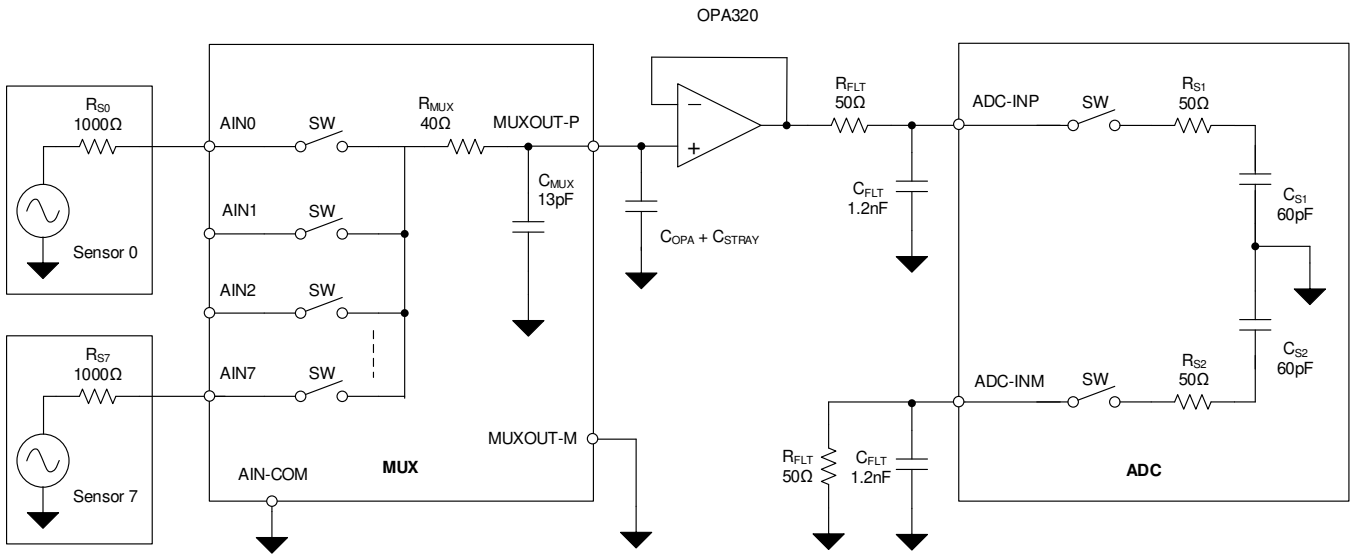 OPA320
RS0
1000Ω
Sensor 0
RS7
1000Ω
Sensor 7
AIN0
SW
AIN1
SW
AIN2
SW
AIN7
SW
RMUX
40Ω
MUXOUT-P
CMUX
13pF
MUXOUT-M
MUX
AIN-COM
COPA + CSTRAY
−
+
RFLT
50Ω
CFLT
1.2nF
RFLT
50Ω
CFLT
1.2nF
ADC-INP
SW
RS1
50Ω
CS1
60pF
CS2
60pF
RS2
50Ω
ADC-INM
SW
ADC